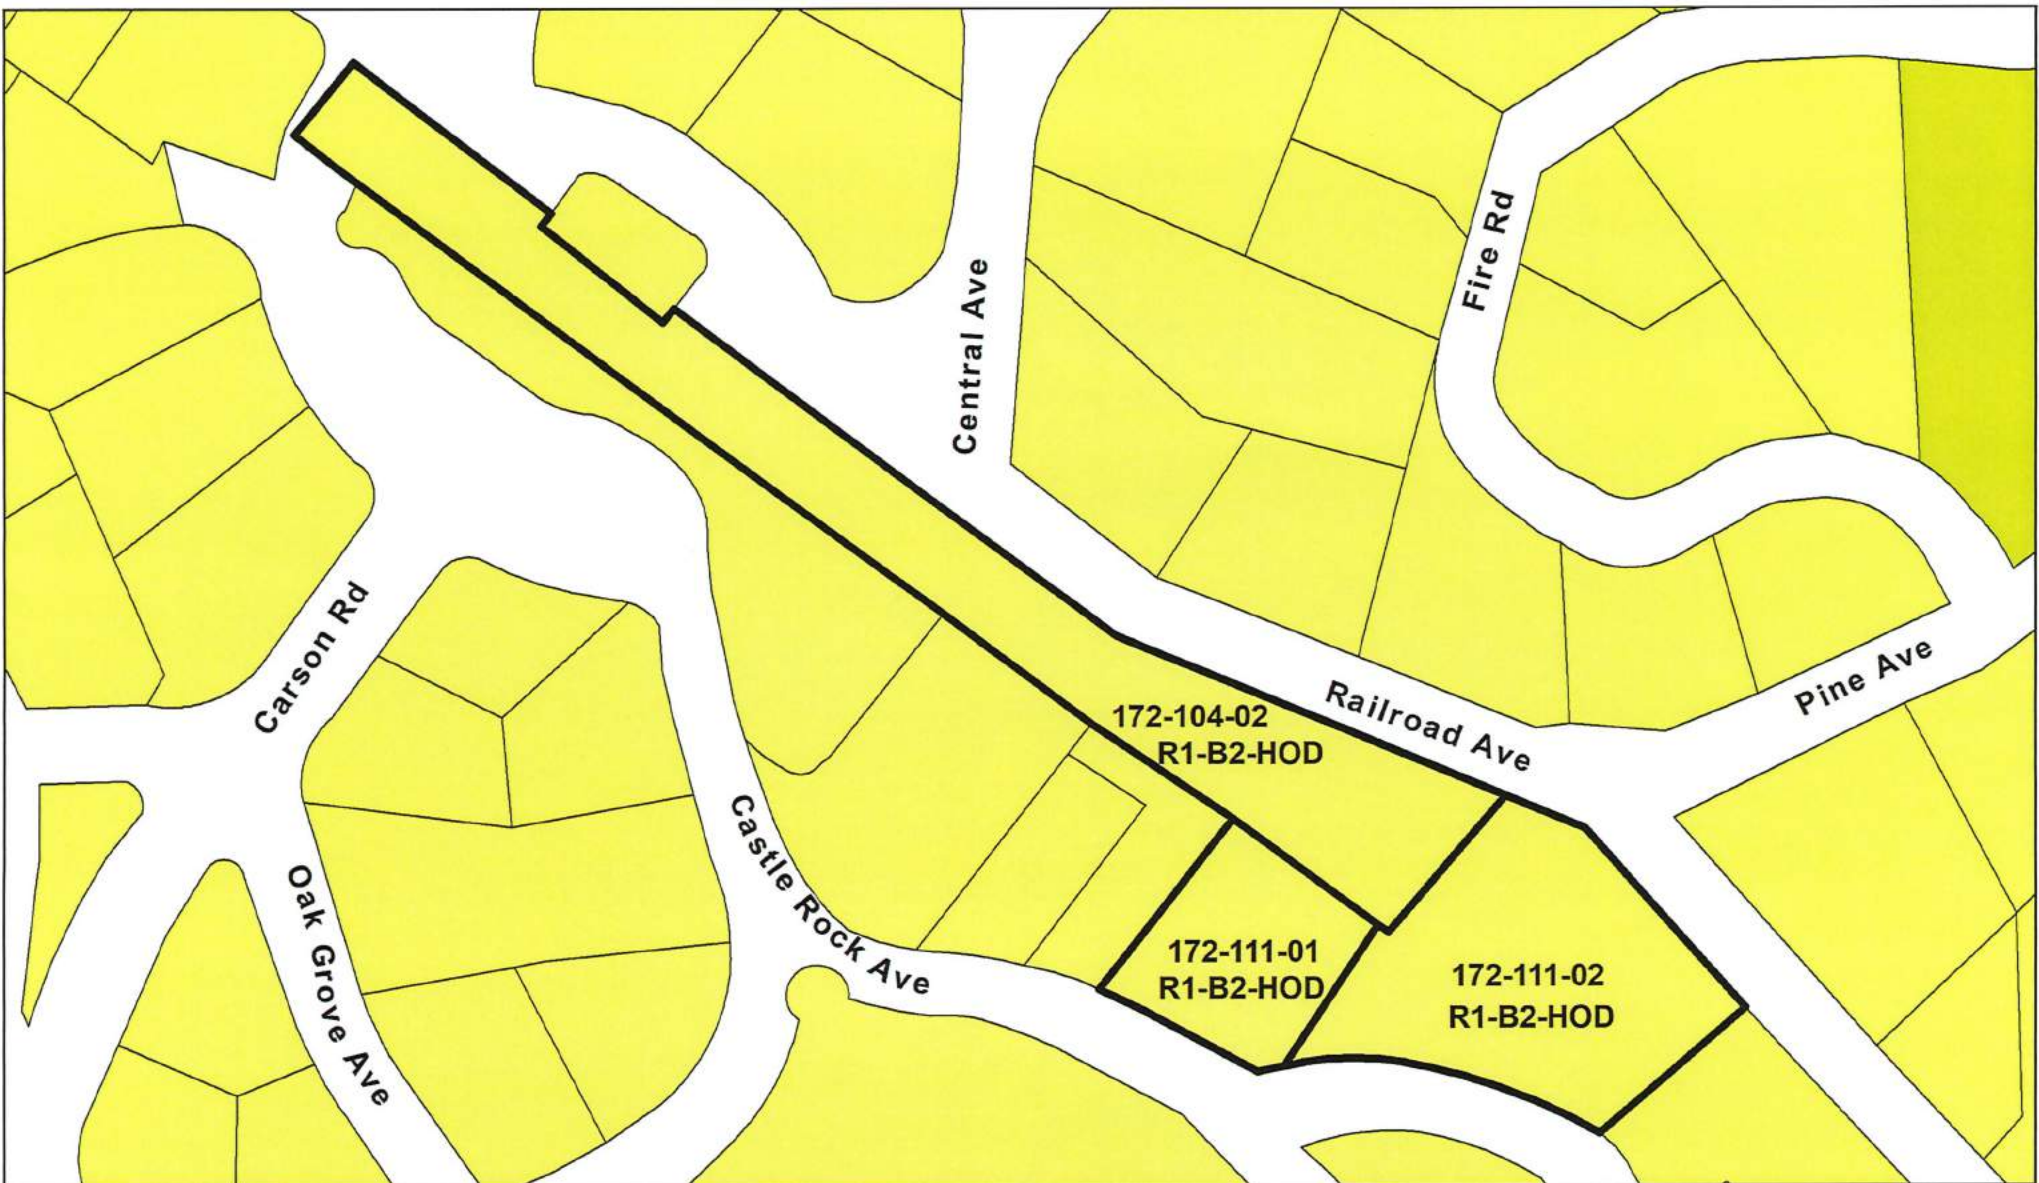 Fire Rd
Central Ave
Carson Rd
Pine Ave
Railroad Ave
172-104-02
R1-B2-HOD
Castle Rock Ave
Oak Grove Ave
172-111-01
R1-B2-HOD
172-111-02
R1-B2-HOD